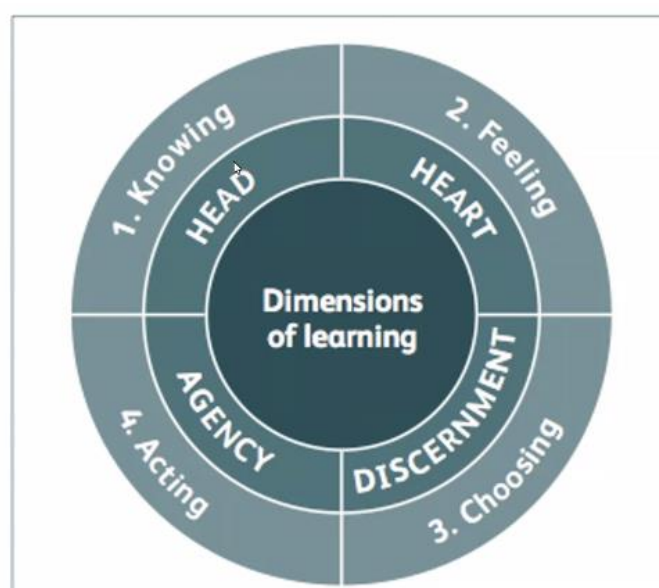 1. Knowing
2. Feeling
HEAD
HEART
Dimensions
of learning
AGENCY
DISCERNMENT
4. Acting
3. Choosing